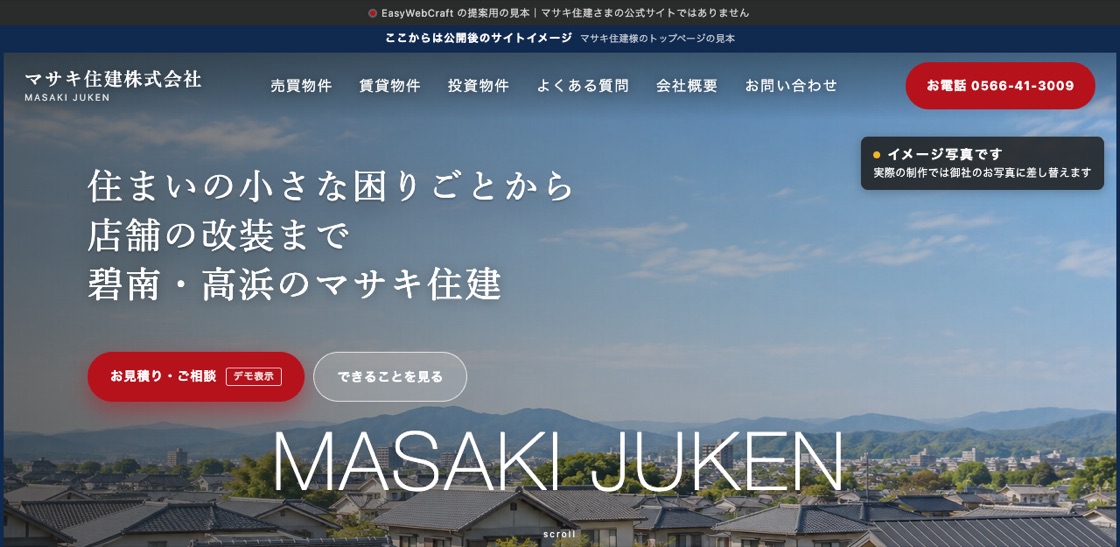 EasyWebCraft の提案用の見本｜マサキ住建さまの公式サイトではありません
ここからは公開後のサイトイメージ マサキ住建様のトップページの見本
マサキ住建株式会社
MASAKI JUKEN
売買物件 賃貸物件 投資物件 よくある質問 会社概要 お問い合わせ
お電話 0566-41-3009
イメージ写真です
実際の制作では御社のお写真に差し替えます
住まいの小さな困りごとから
店舗の改装まで
碧南・高浜のマサキ住建
お見積り・ご相談 デモ表示
できることを見る
MASAKI JUKEN
scroll